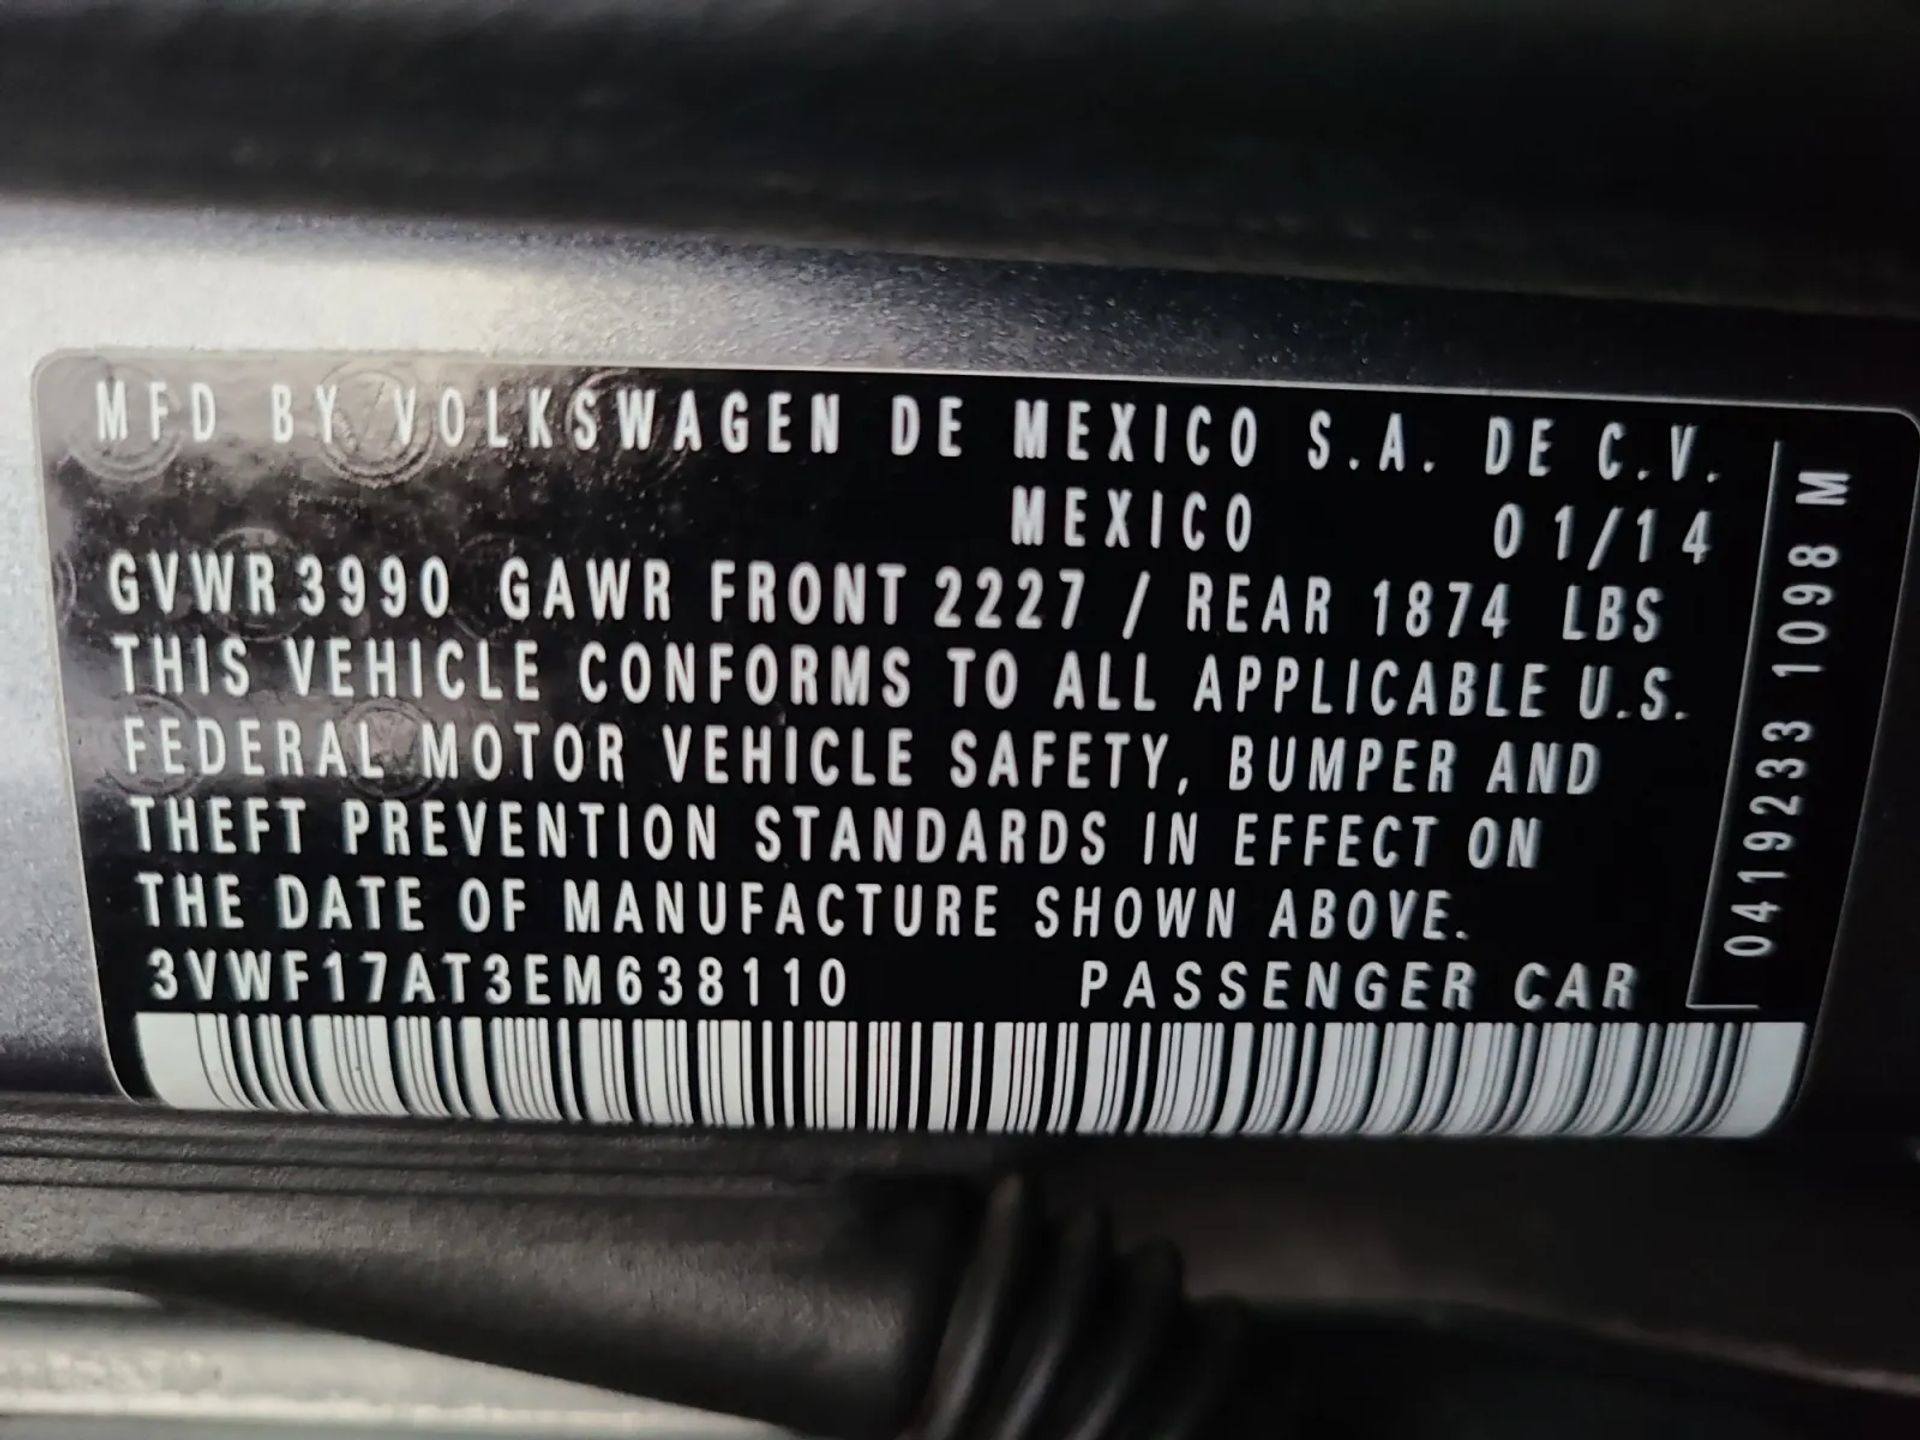 MFD BY VOLKSWAGEN DE MEXICO S.A. DE C.V.
MEXICO 01/14
GVWR 3990 GAWR FRONT 2227 / REAR 1874 LBS
THIS VEHICLE CONFORMS TO ALL APPLICABLE U.S.
FEDERAL MOTOR VEHICLE SAFETY, BUMPER AND
THEFT PREVENTION STANDARDS IN EFFECT ON
THE DATE OF MANUFACTURE SHOWN ABOVE.
3VWF17AT3EM638110 PASSENGER CAR
0419233 1098 M